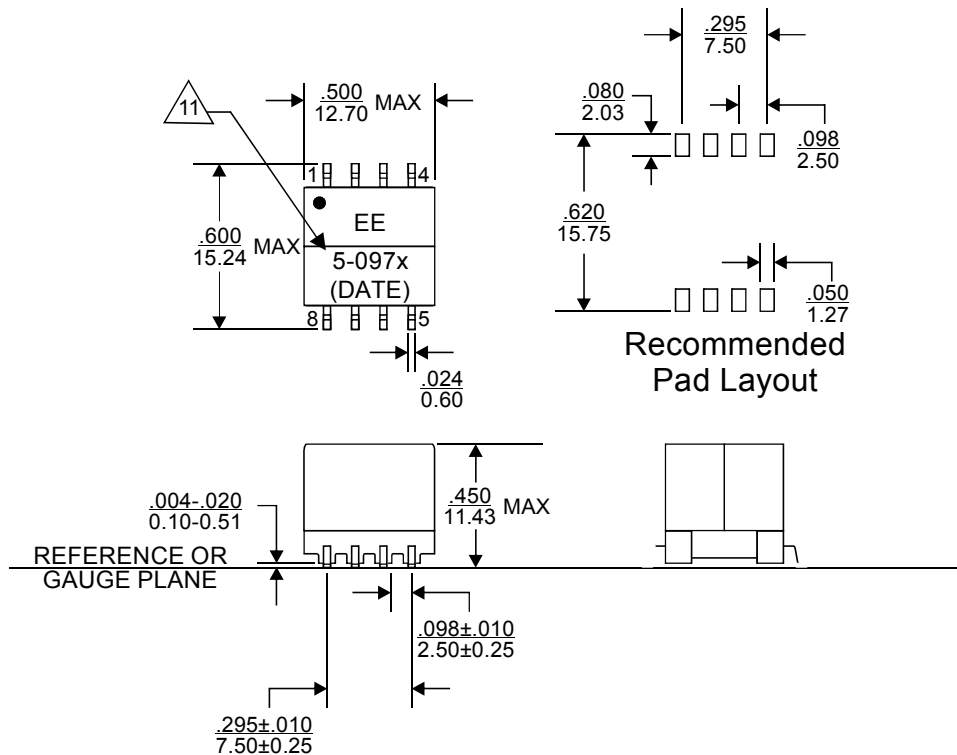 11
.500
12.70 MAX
1
4
.600
15.24 MAX
EE
5-097x
(DATE)
8
5
.024
0.60
.295
7.50
.080
2.03
.098
2.50
.620
15.75
.050
1.27
Recommended
Pad Layout
.004-.020
0.10-0.51
REFERENCE OR
GAUGE PLANE
.450
11.43 MAX
.098±.010
2.50±0.25
.295±.010
7.50±0.25